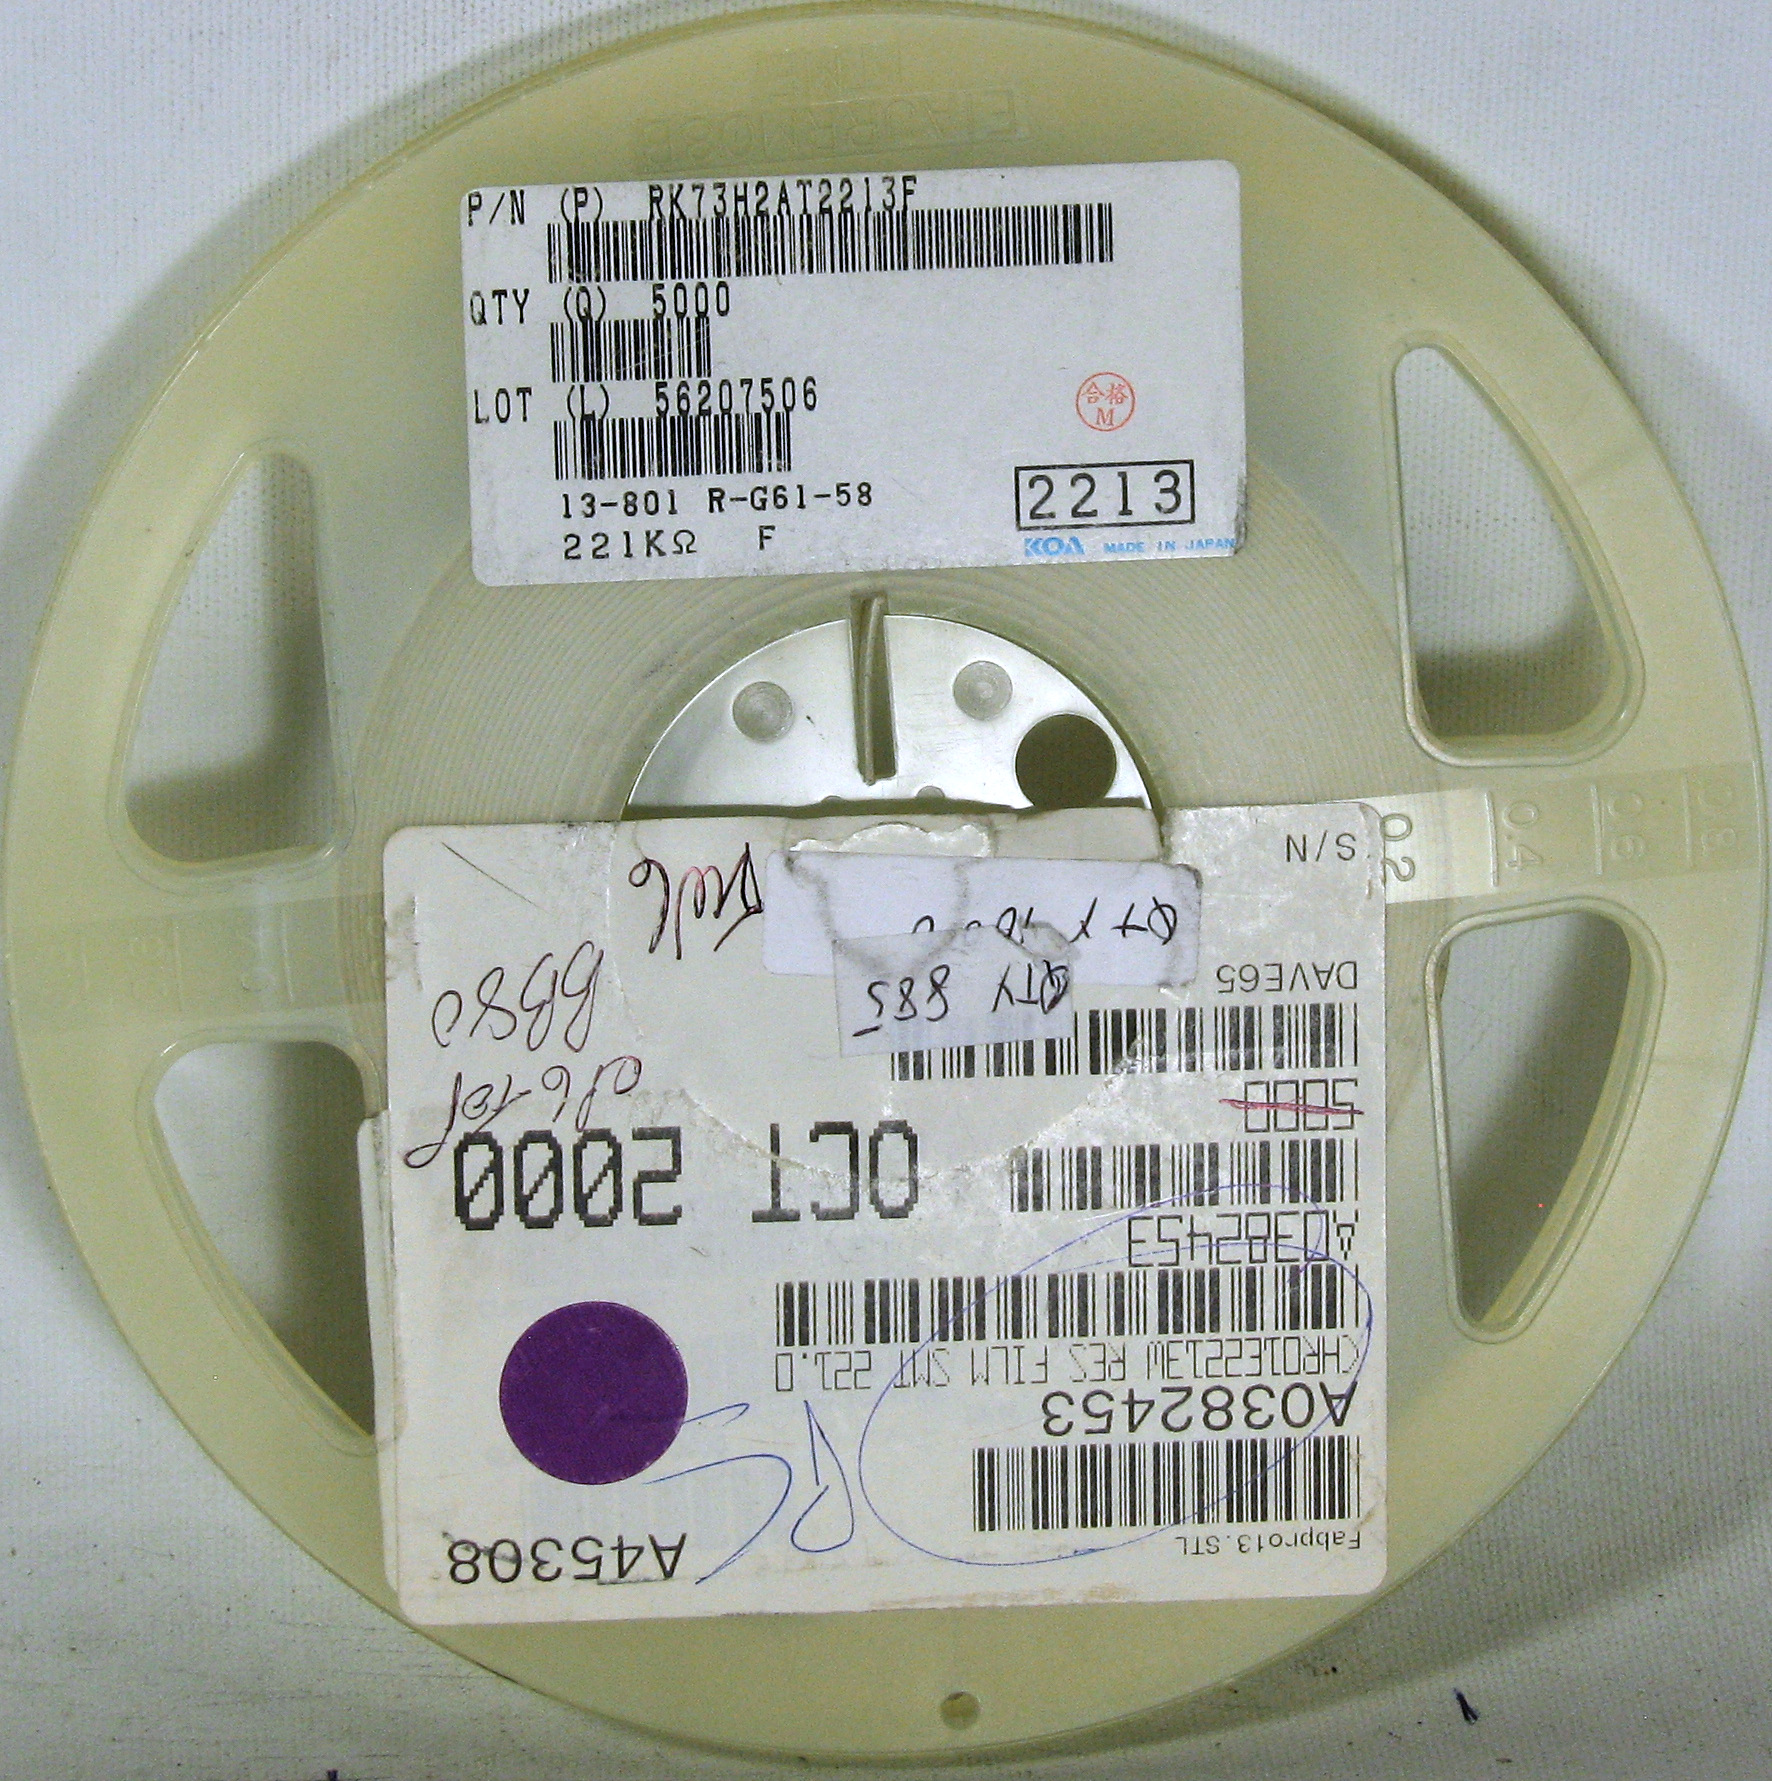 P/N (P) RK73H2AT2213F
QTY (Q) 5000
LOT (L) 56207506
合格
M
13-801 R-G61-58
2213
221KΩ F
KOA MADE IN JAPAN
0.2 0.4 0.6 0.8
Fabpro13.STL
A45308
A0382453
CHR01E2213W RES FILM SMT 221.0
A0382453
OCT 2000
5000
QTY 885
DAVE65
BB80
S/N